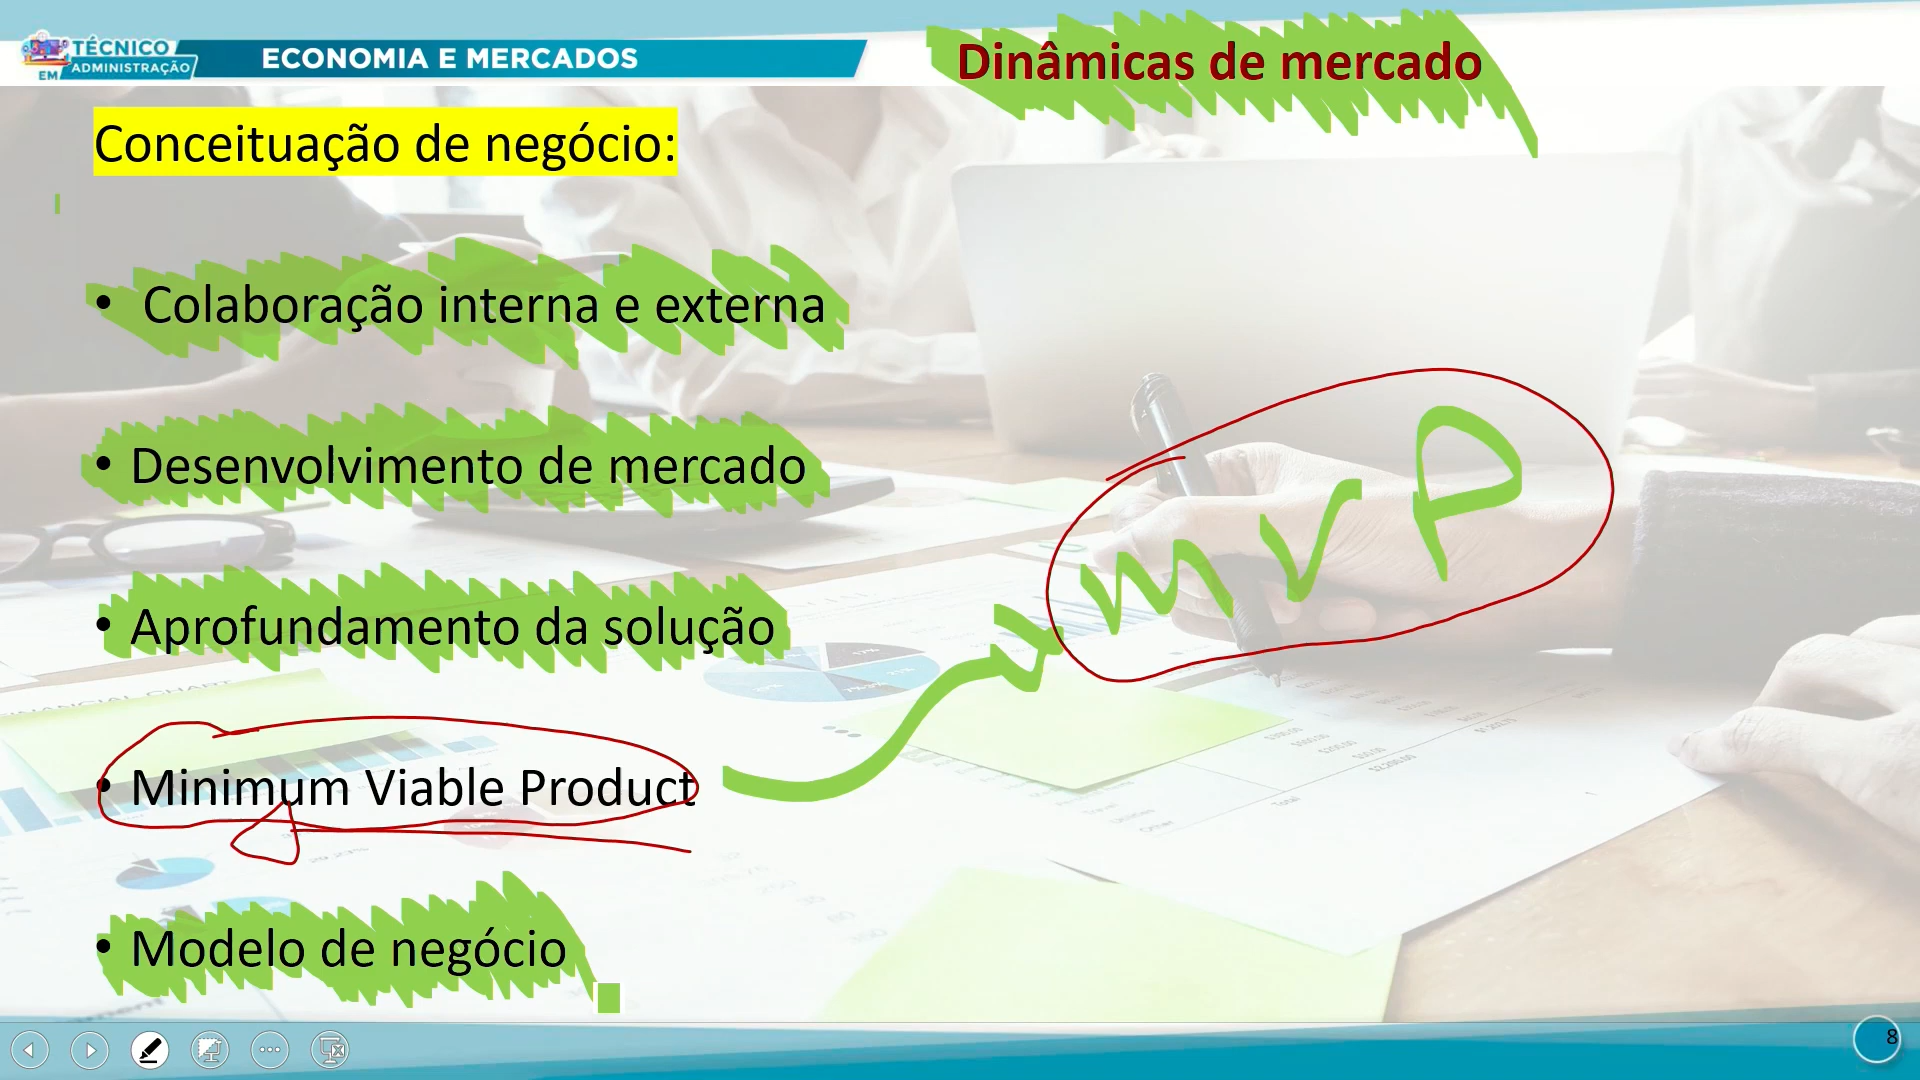 TÉCNICO
EM ADMINISTRAÇÃO
ECONOMIA E MERCADOS
Dinâmicas de mercado
Conceituação de negócio:
• Colaboração interna e externa
• Desenvolvimento de mercado
• Aprofundamento da solução
mvP
• Minimum Viable Product
• Modelo de negócio
8